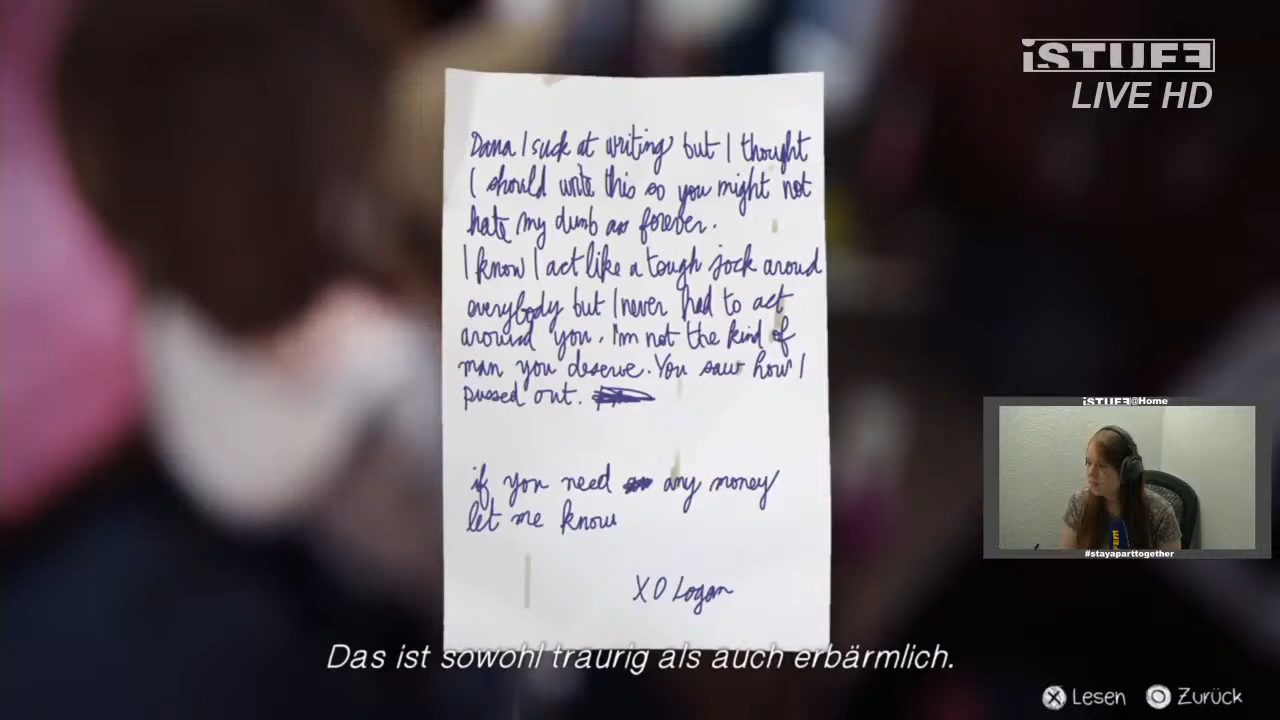 iSTUFF
LIVE HD
Dana I suck at writing but I thought
I should write this so you might not
hate my dumb ass forever.
I know I act like a tough jock aroud
everybody but I never had to act
around you. I'm not the kind of
man you deserve. You saw how I
pussed out.
if you need any money
let me know
XO Logan
iSTUFF@Home
#stayaparttogether
Das ist sowohl traurig als auch erbärmlich.
Lesen Zurück